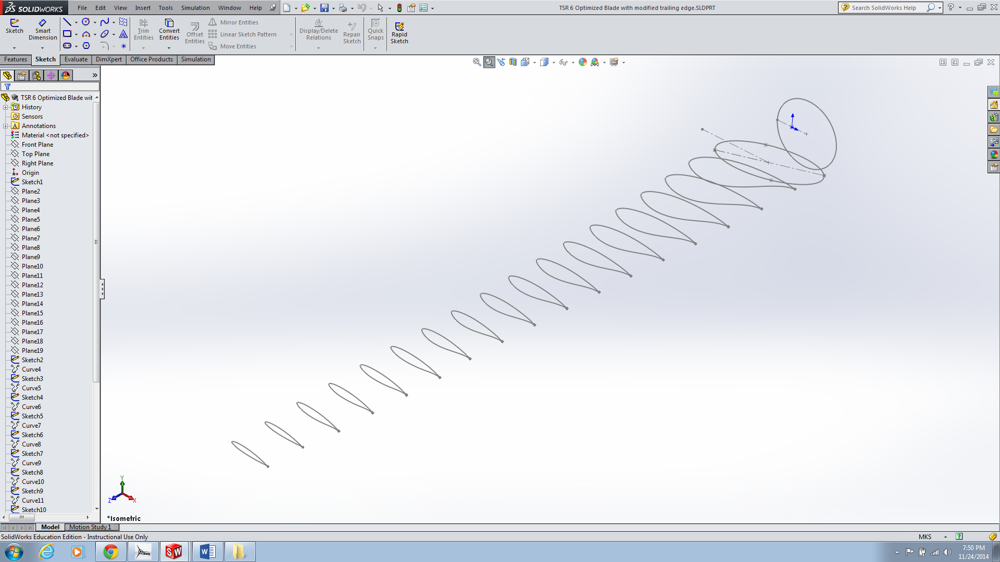 SOLIDWORKS File Edit View Insert Tools Simulation Window Help TSR 6 Optimized Blade with modified trailing edge.SLDPRT Search SolidWorks Help
Sketch
Smart
Dimension
Trim
Entities
Convert
Entities
Offset
Entities
Mirror Entities
Linear Sketch Pattern
Move Entities
Display/Delete
Relations
Repair
Sketch
Quick
Snaps
Rapid
Sketch
Features Sketch Evaluate DimXpert Office Products Simulation
TSR 6 Optimized Blade wit
History
Sensors
Annotations
Material <not specified>
Front Plane
Top Plane
Right Plane
Origin
Sketch1
Plane2
Plane3
Plane4
Plane5
Plane6
Plane7
Plane8
Plane9
Plane10
Plane11
Plane12
Plane13
Plane14
Plane15
Plane16
Plane17
Plane18
Plane19
Sketch2
Curve4
Sketch3
Curve5
Sketch4
Curve6
Sketch5
Curve7
Sketch6
Curve8
Sketch7
Curve9
Sketch8
Curve10
Sketch9
Curve11
Sketch10
Y
Z X
*Isometric
Model Motion Study 1
SolidWorks Education Edition - Instructional Use Only MKS
7:50 PM
11/24/2014